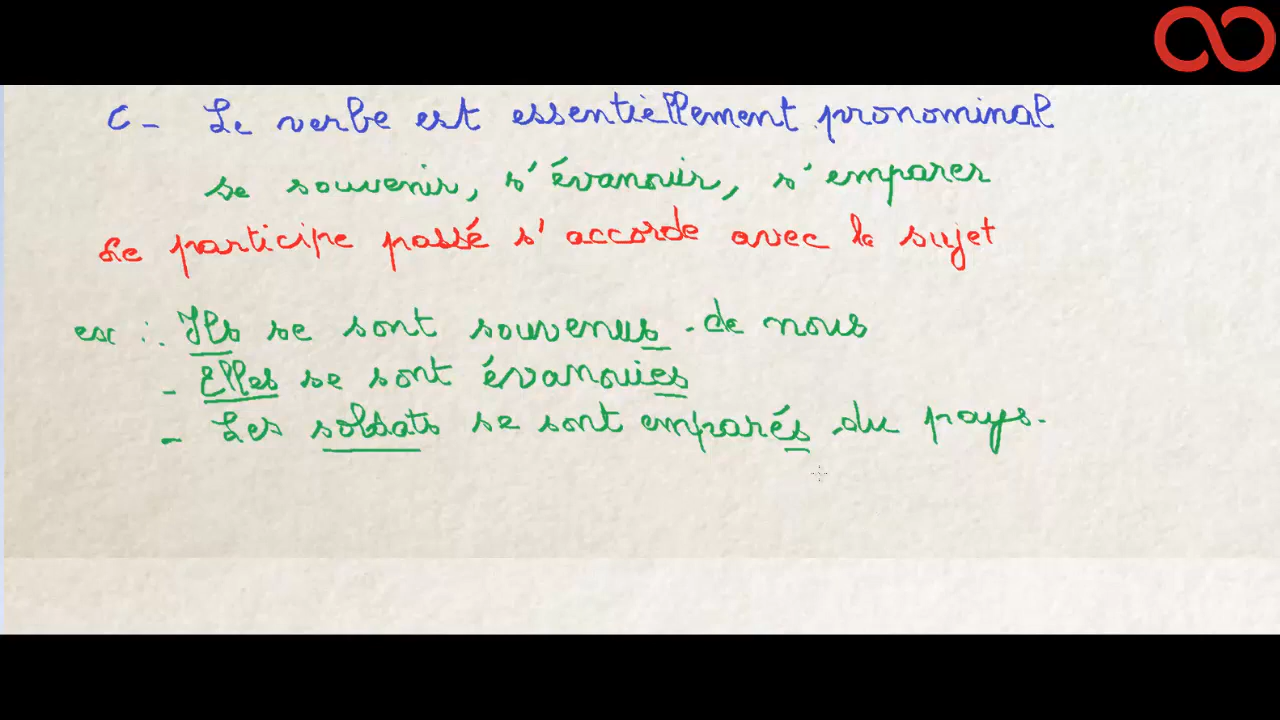 C - Le verbe est essentiellement pronominal
se souvenir, s'évanouir, s'emparer
Le participe passé s'accorde avec le sujet
ex : . Ils se sont souvenus . de nous
- Elles se sont évanouies
- Les soldats se sont emparés .du pays.